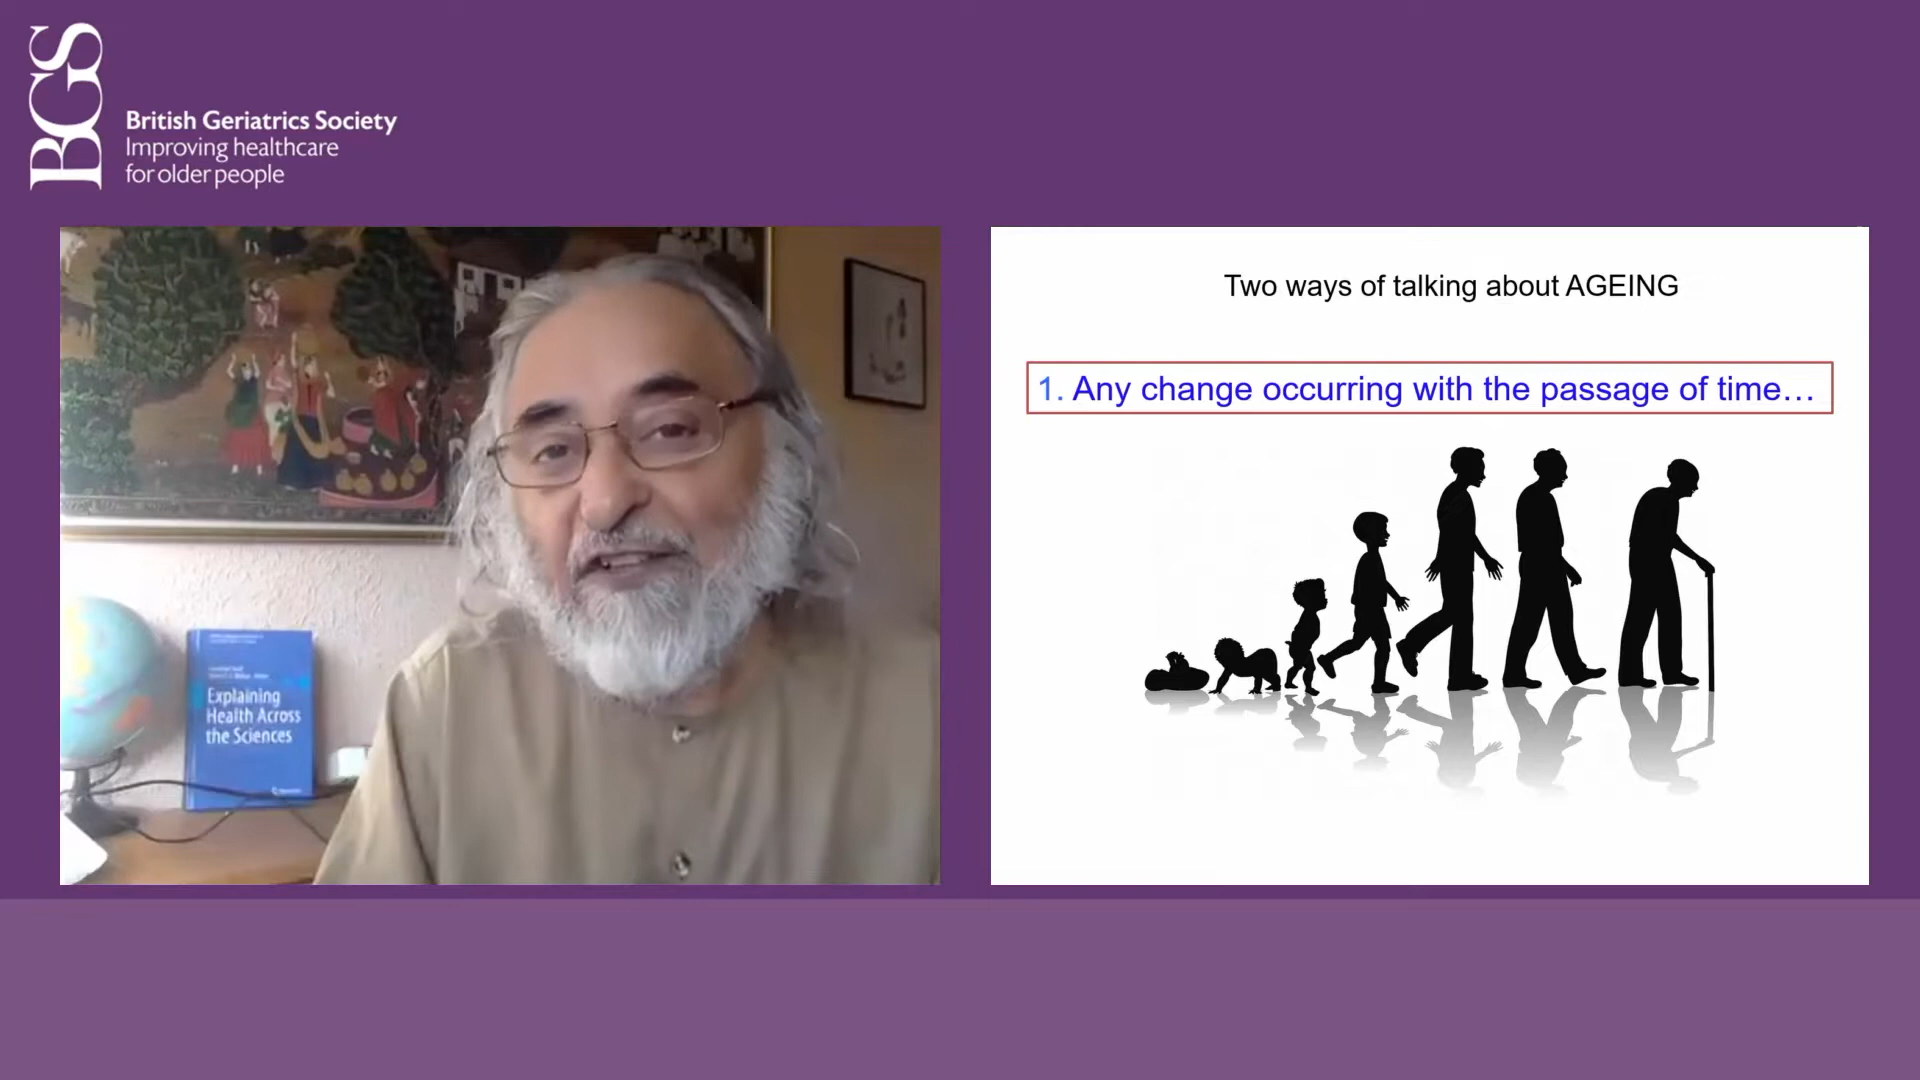 BGS
British Geriatrics Society
Improving healthcare
for older people
Explaining
Health Across
the Sciences
Two ways of talking about AGEING
1. Any change occurring with the passage of time…